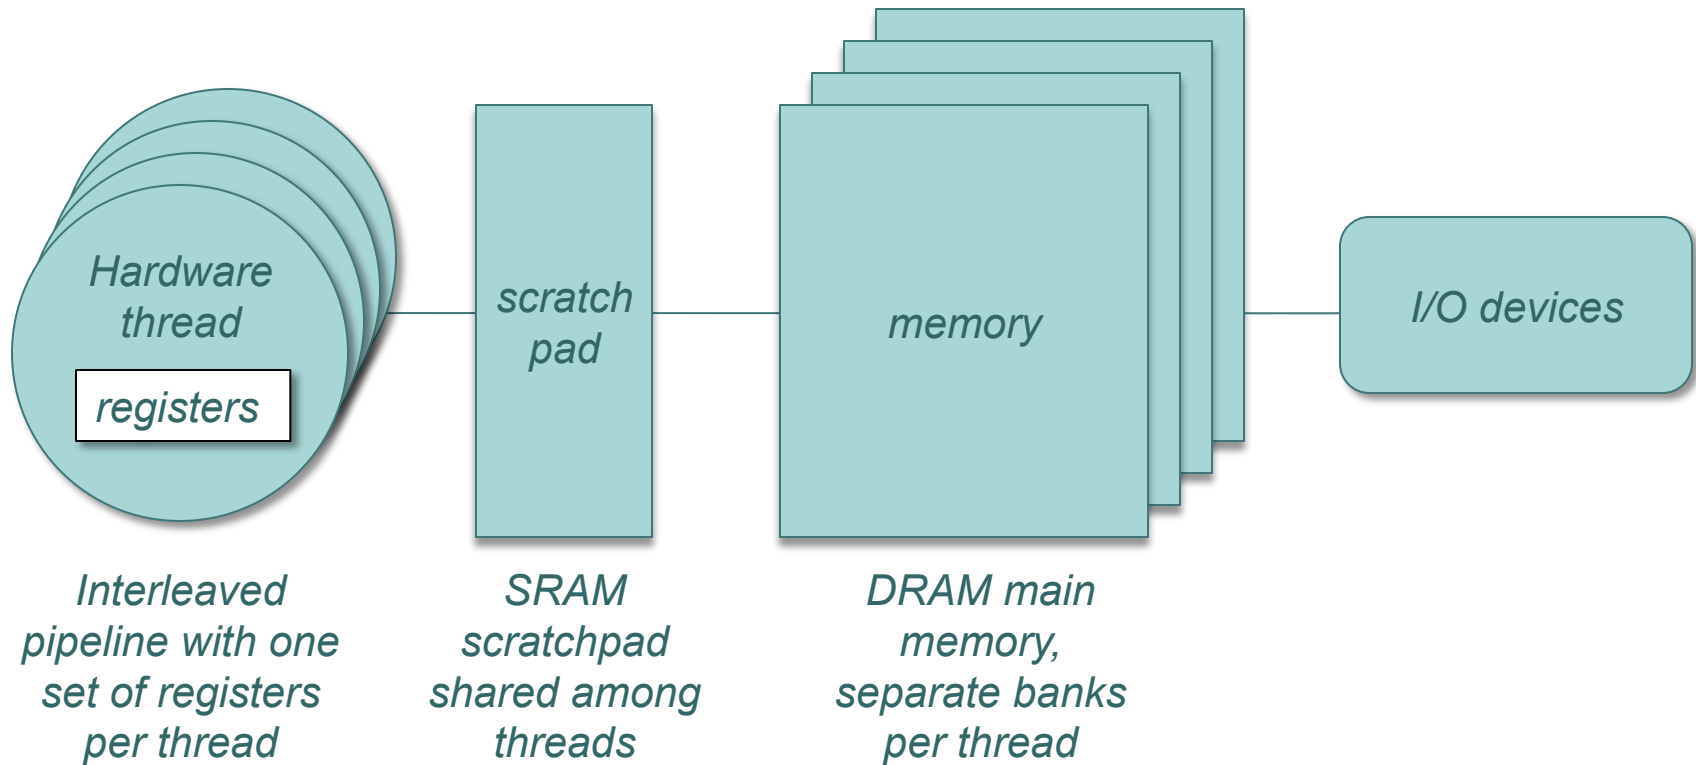 Hardware
thread
registers
scratch
pad
memory
I/O devices
Interleaved
pipeline with one
set of registers
per thread
SRAM
scratchpad
shared among
threads
DRAM main
memory,
separate banks
per thread